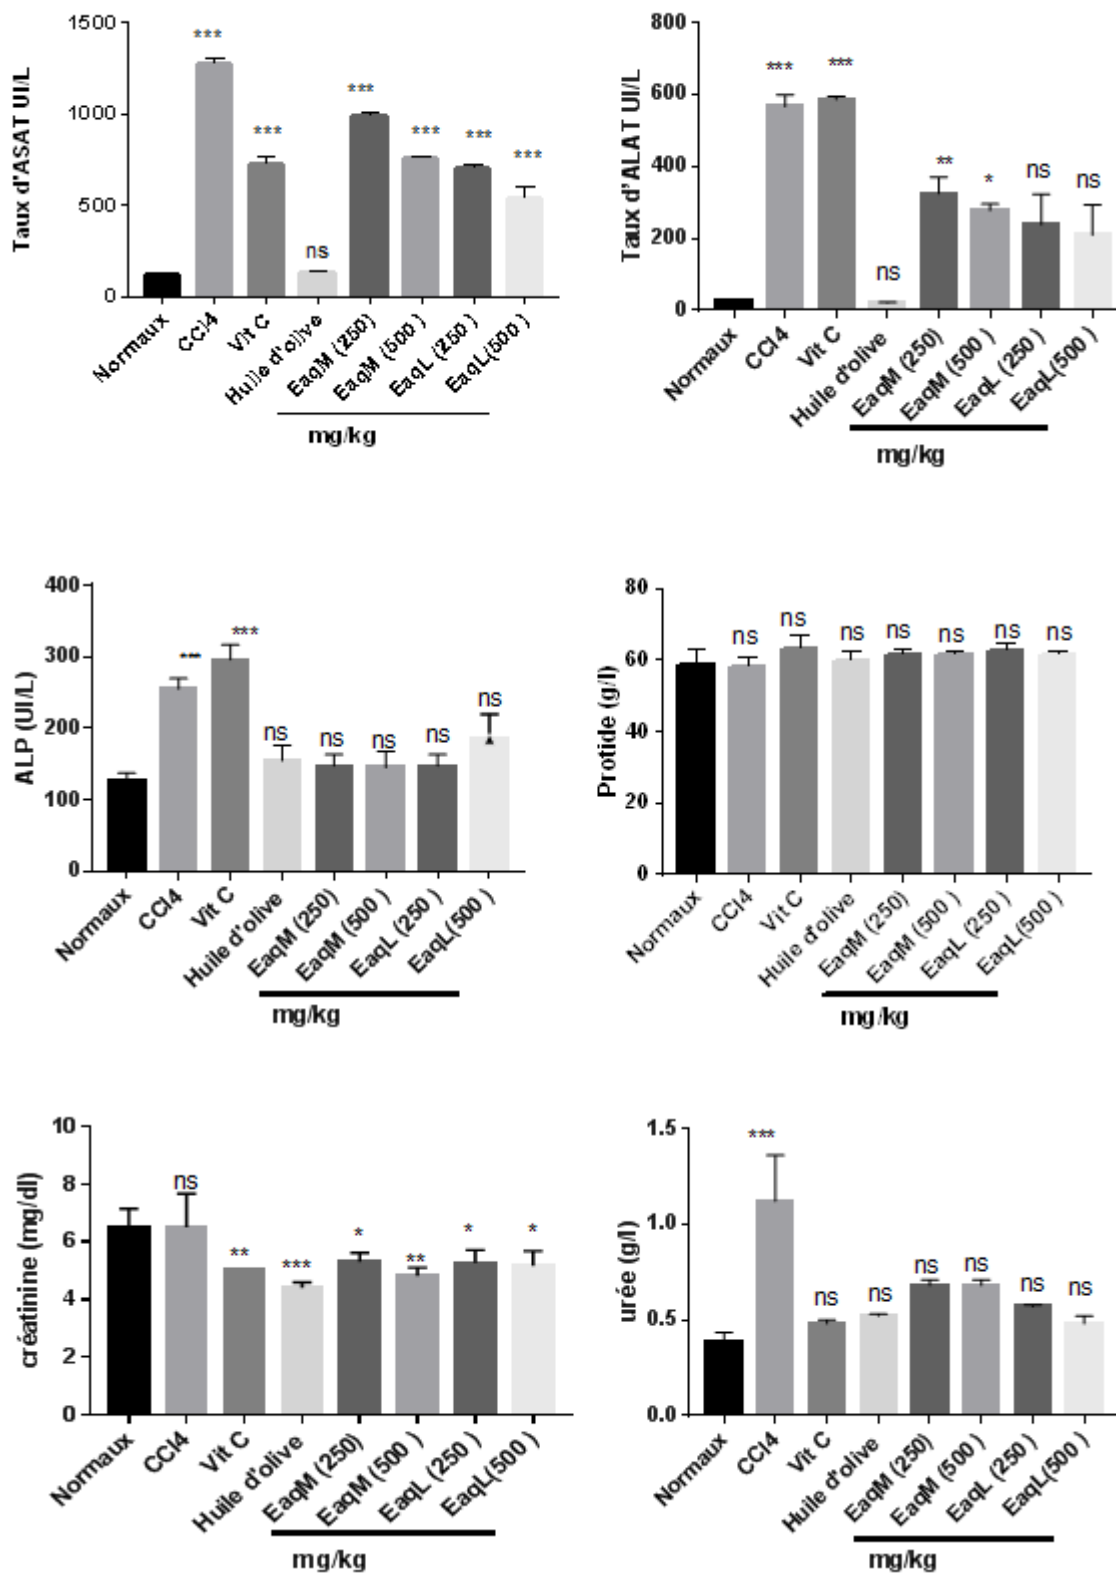 Taux d'ASAT UI/L
1500
1000
500
0
***
***
ns
***
***
***
***
Normaux
CCl4
Vit C
Huile d'olive
EaqM (250)
EaqM (500 )
EaqL (250 )
EaqL(500 )
mg/kg
Taux d'ALAT UI/L
800
600
400
200
0
***
***
ns
**
*
ns
ns
Normaux
CCl4
Vit C
Huile d'olive
EaqM (250)
EaqM (500 )
EaqL (250 )
EaqL(500 )
mg/kg
ALP (UI/L)
400
300
200
100
0
***
***
ns
ns
ns
ns
ns
Normaux
CCl4
Vit C
Huile d'olive
EaqM (250)
EaqM (500 )
EaqL (250 )
EaqL(500 )
mg/kg
Protide (g/l)
80
60
40
20
0
ns
ns
ns
ns
ns
ns
ns
Normaux
CCl4
Vit C
Huile d'olive
EaqM (250)
EaqM (500 )
EaqL (250 )
EaqL(500 )
mg/kg
créatinine (mg/dl)
10
8
6
4
2
0
ns
**
***
*
**
*
*
Normaux
CCl4
Vit C
Huile d'olive
EaqM (250)
EaqM (500 )
EaqL (250 )
EaqL(500 )
mg/kg
urée (g/l)
1.5
1.0
0.5
0.0
***
ns
ns
ns
ns
ns
ns
Normaux
CCl4
Vit C
Huile d'olive
EaqM (250)
EaqM (500 )
EaqL (250 )
EaqL(500 )
mg/kg